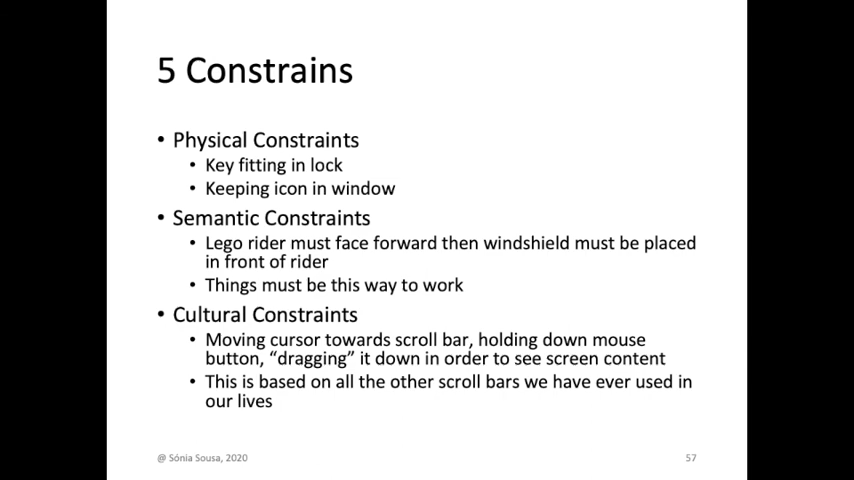 5 Constrains
• Physical Constraints
• Key fitting in lock
• Keeping icon in window
• Semantic Constraints
• Lego rider must face forward then windshield must be placed
in front of rider
• Things must be this way to work
• Cultural Constraints
• Moving cursor towards scroll bar, holding down mouse
button, “dragging” it down in order to see screen content
• This is based on all the other scroll bars we have ever used in
our lives
@ Sónia Sousa, 2020
57